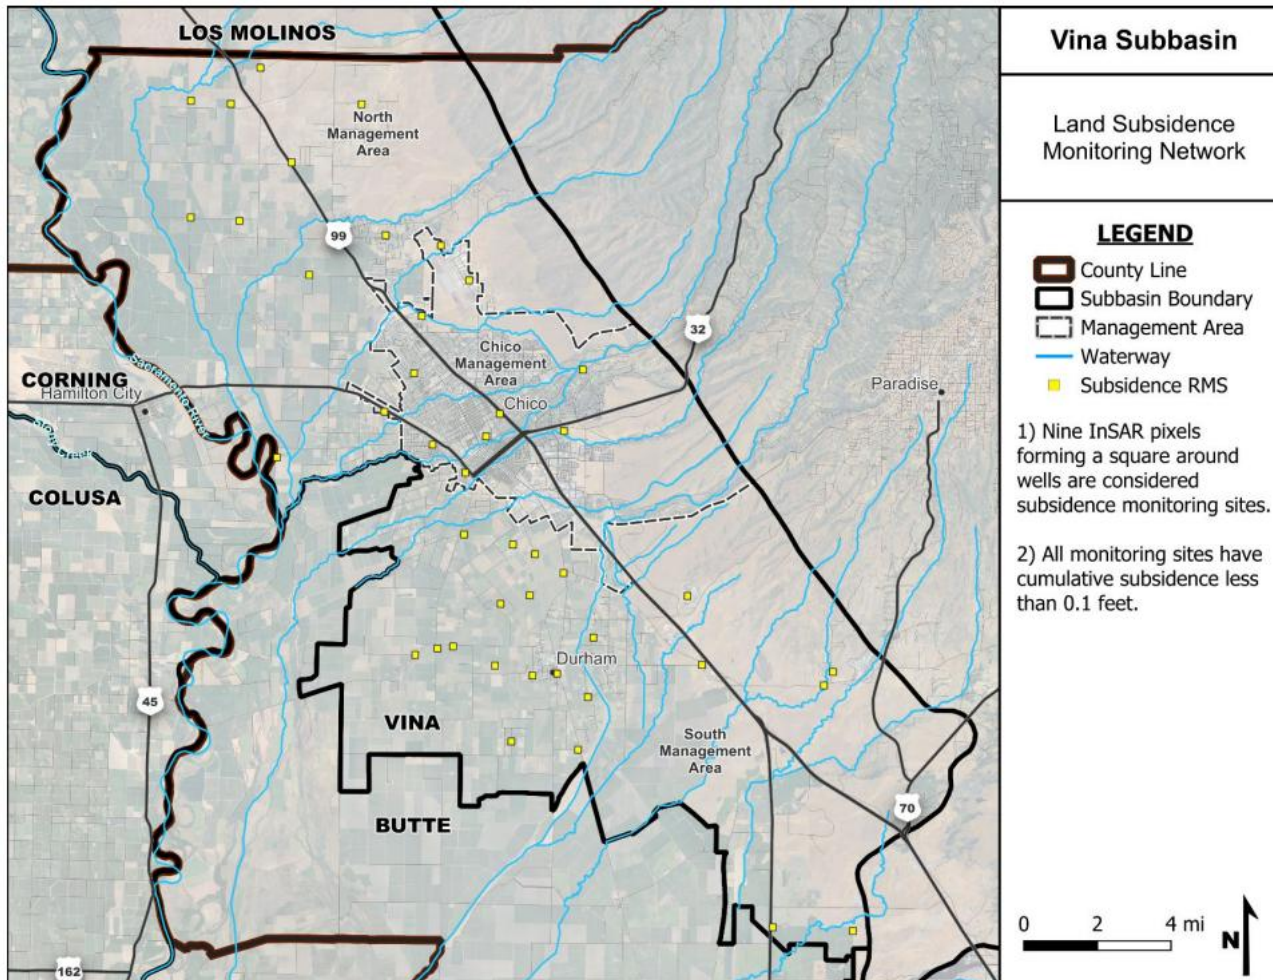 Vina Subbasin
Land Subsidence
Monitoring Network
LEGEND
County Line
Subbasin Boundary
Management Area
Waterway
Subsidence RMS
1) Nine InSAR pixels
forming a square around
wells are considered
subsidence monitoring sites.
2) All monitoring sites have
cumulative subsidence less
than 0.1 feet.
0 2 4 mi
N
LOS MOLINOS
North
Management
Area
99
32
Chico
Management
Area
CORNING
Hamilton City
Sacramento River
Chico
Paradise
Stony Creek
COLUSA
Durham
45
VINA
South
Management
Area
BUTTE
70
162